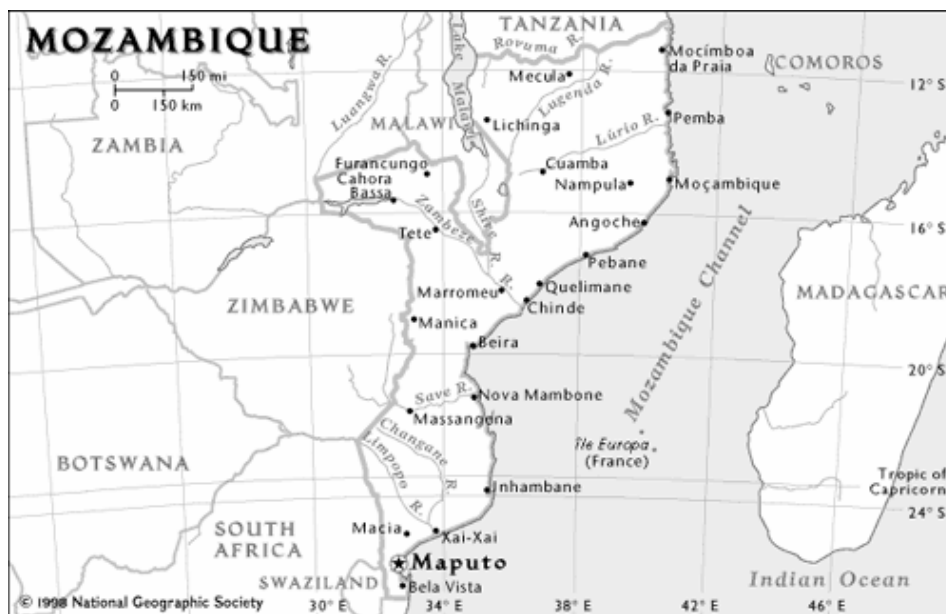 MOZAMBIQUE
0 150 mi
0 150 km
TANZANIA
Rovuma R.
Mocímboa
da Praia
COMOROS
12° S
Mecula
Lugenda R.
Luangwa R.
Lake Malawi
MALAWI
Lichinga
Lúrio R.
Pemba
ZAMBIA
Furancungo
Cahora
Bassa
Cuamba
Nampula
Moçambique
Zambeze R.
Shire R.
Tete
Angoche
16° S
Pebane
Mozambique Channel
ZIMBABWE
Marromeu
Quelimane
Chinde
MADAGASCAR
Manica
Beira
20° S
Save R.
Nova Mambone
Massangena
Changane R.
Limpopo R.
Île Europa
(France)
BOTSWANA
Inhambane
Tropic of
Capricorn
24° S
SOUTH
AFRICA
Macia
Xai-Xai
Maputo
SWAZILAND
Bela Vista
Indian Ocean
© 1998 National Geographic Society
30° E
34° E
38° E
42° E
46° E